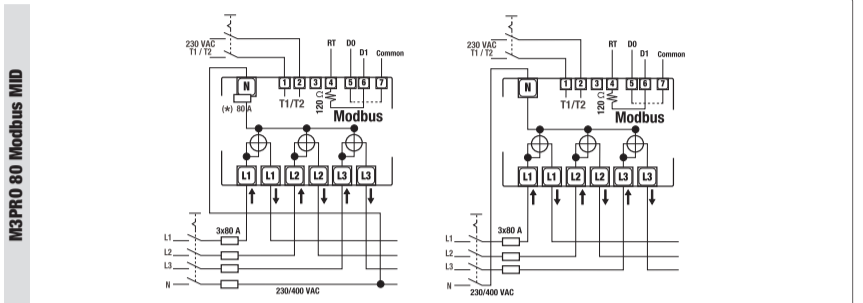 M3PRO 80 Modbus MID
230 VAC
T1 / T2
RT D0
D1 Common
N 1 2 3 4 5 6 7
(*) 80 A
T1/T2
120 Ω
Modbus
L1 L1 L2 L2 L3 L3
3x80 A
L1
L2
L3
N
230/400 VAC
230 VAC
T1 / T2
RT D0
D1 Common
N 1 2 3 4 5 6 7
T1/T2
120 Ω
Modbus
L1 L1 L2 L2 L3 L3
3x80 A
L1
L2
L3
N
230/400 VAC